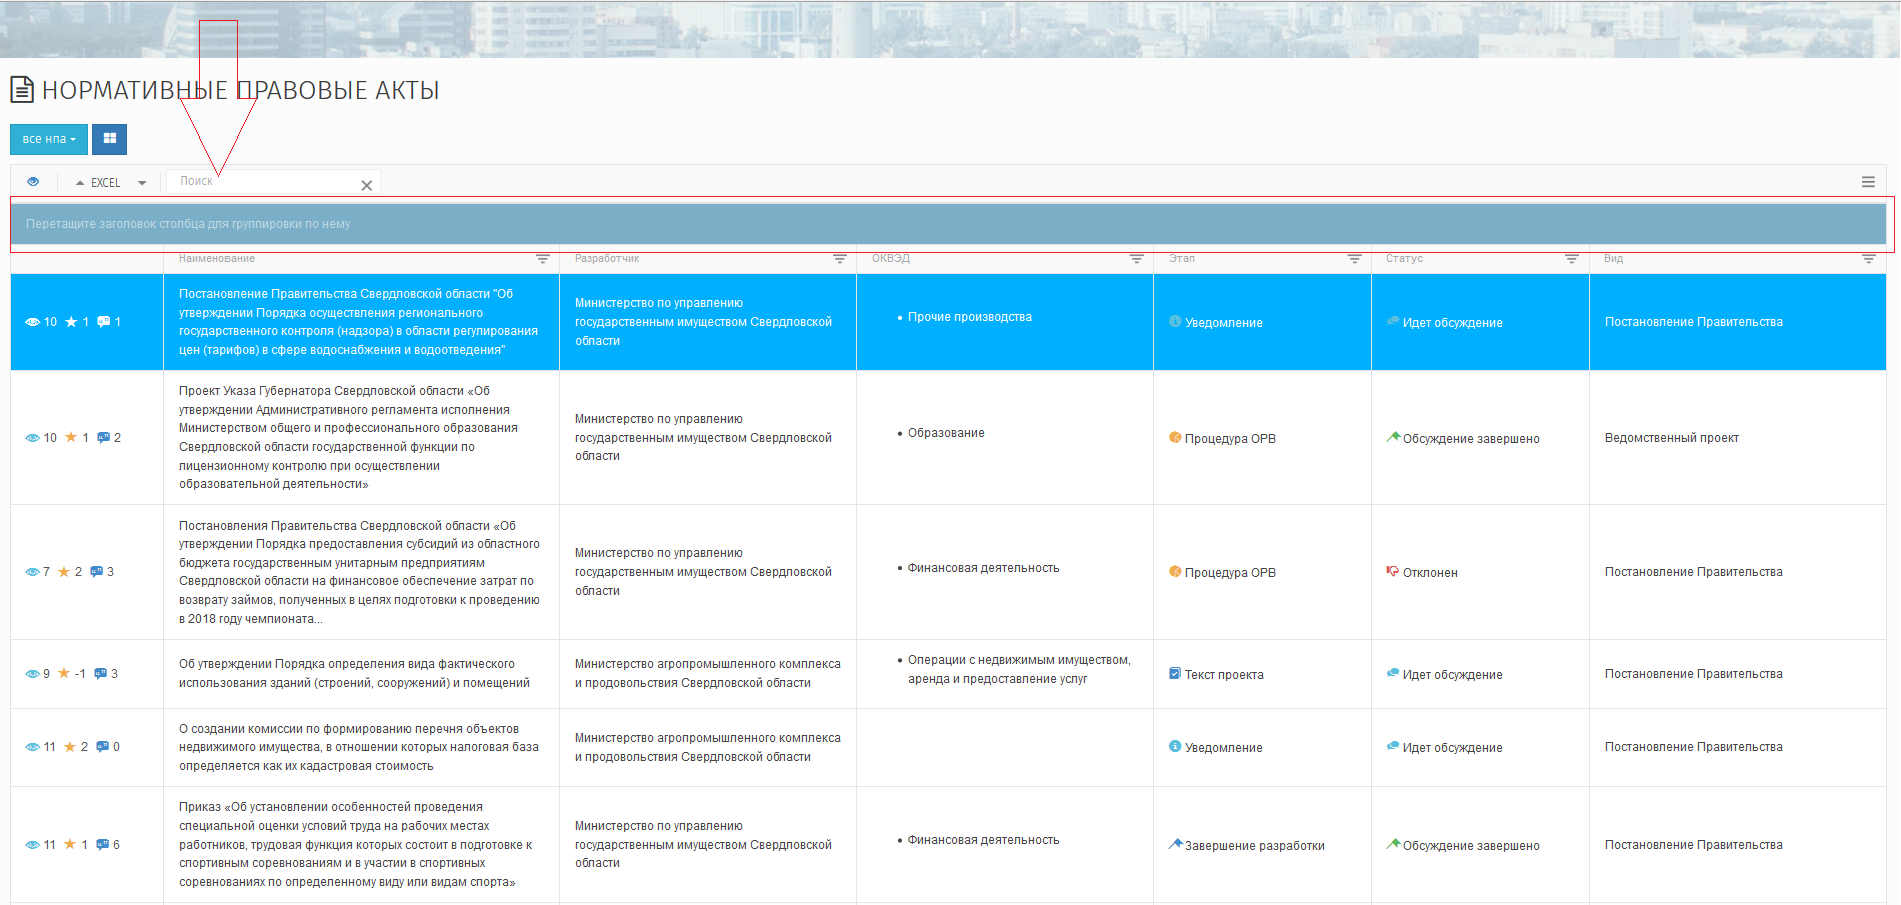 НОРМАТИВНЫЕ ПРАВОВЫЕ АКТЫ
все нпа
EXCEL
Поиск
Перетащите заголовок столбца для группировки по нему
Наименование
Разработчик
ОКВЭД
Этап
Статус
Вид
10 1 1
Постановление Правительства Свердловской области "Об
утверждении Порядка осуществления регионального
государственного контроля (надзора) в области регулирования
цен (тарифов) в сфере водоснабжения и водоотведения"
Министерство по управлению
государственным имуществом Свердловской
области
• Прочие производства
Уведомление
Идет обсуждение
Постановление Правительства
10 1 2
Проект Указа Губернатора Свердловской области «Об
утверждении Административного регламента исполнения
Министерством общего и профессионального образования
Свердловской области государственной функции по
лицензионному контролю при осуществлении
образовательной деятельности»
Министерство по управлению
государственным имуществом Свердловской
области
• Образование
Процедура ОРВ
Обсуждение завершено
Ведомственный проект
7 2 3
Постановления Правительства Свердловской области «Об
утверждении Порядка предоставления субсидий из областного
бюджета государственным унитарным предприятиям
Свердловской области на финансовое обеспечение затрат по
возврату займов, полученных в целях подготовки к проведению
в 2018 году чемпионата...
Министерство по управлению
государственным имуществом Свердловской
области
• Финансовая деятельность
Процедура ОРВ
Отклонен
Постановление Правительства
9 -1 3
Об утверждении Порядка определения вида фактического
использования зданий (строений, сооружений) и помещений
Министерство агропромышленного комплекса
и продовольствия Свердловской области
• Операции с недвижимым имуществом,
аренда и предоставление услуг
Текст проекта
Идет обсуждение
Постановление Правительства
11 2 0
О создании комиссии по формированию перечня объектов
недвижимого имущества, в отношении которых налоговая база
определяется как их кадастровая стоимость
Министерство агропромышленного комплекса
и продовольствия Свердловской области
Уведомление
Идет обсуждение
Постановление Правительства
11 1 6
Приказ «Об установлении особенностей проведения
специальной оценки условий труда на рабочих местах
работников, трудовая функция которых состоит в подготовке к
спортивным соревнованиям и в участии в спортивных
соревнованиях по определенному виду или видам спорта»
Министерство по управлению
государственным имуществом Свердловской
области
• Финансовая деятельность
Завершение разработки
Обсуждение завершено
Постановление Правительства